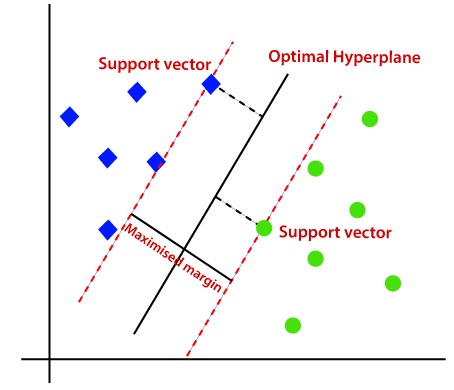 Optimal Hyperplane
Support vector
Support vector
Maximised margin